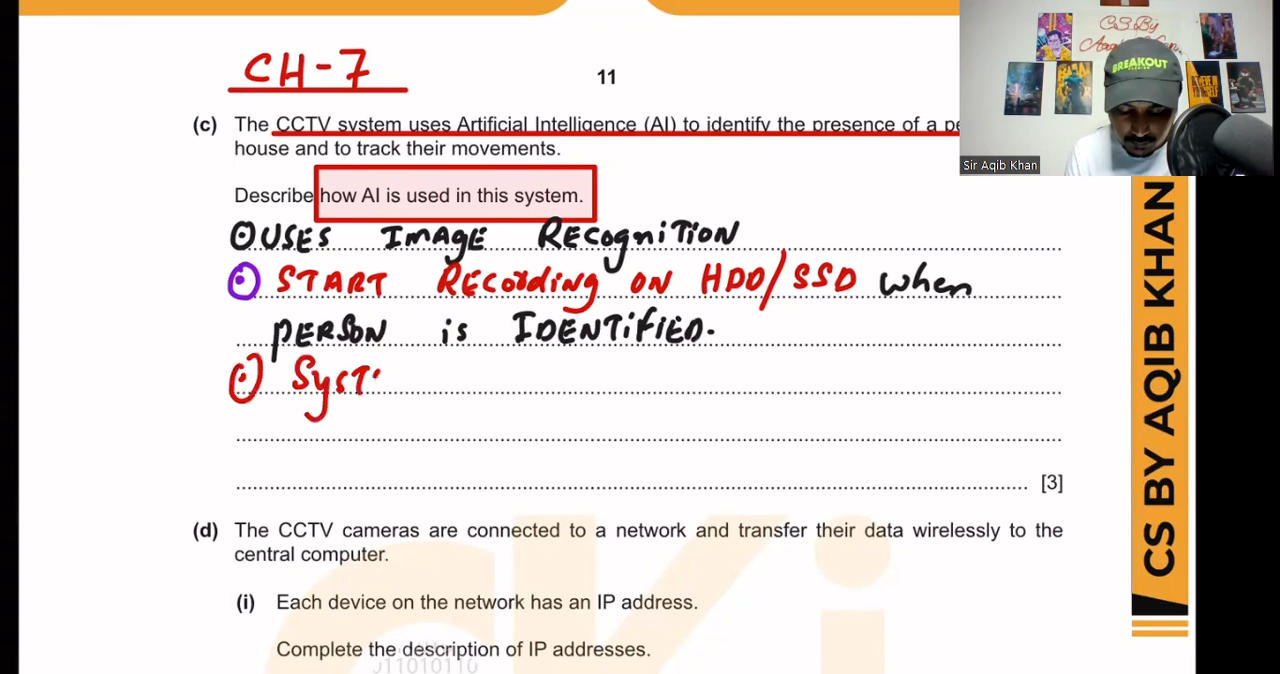 CH-7
11
(c) The CCTV system uses Artificial Intelligence (AI) to identify the presence of a
house and to track their movements.
Describe how AI is used in this system.
USES IMAgE RECognITION
START RECording ON HDD/SSD when
PERSON is IDENTIFIED.
SysT
[3]
(d) The CCTV cameras are connected to a network and transfer their data wirelessly to the
central computer.
(i) Each device on the network has an IP address.
Complete the description of IP addresses.
011010110
CS By
BREAKOUT
Sir Aqib Khan
CS BY AQIB KHAN